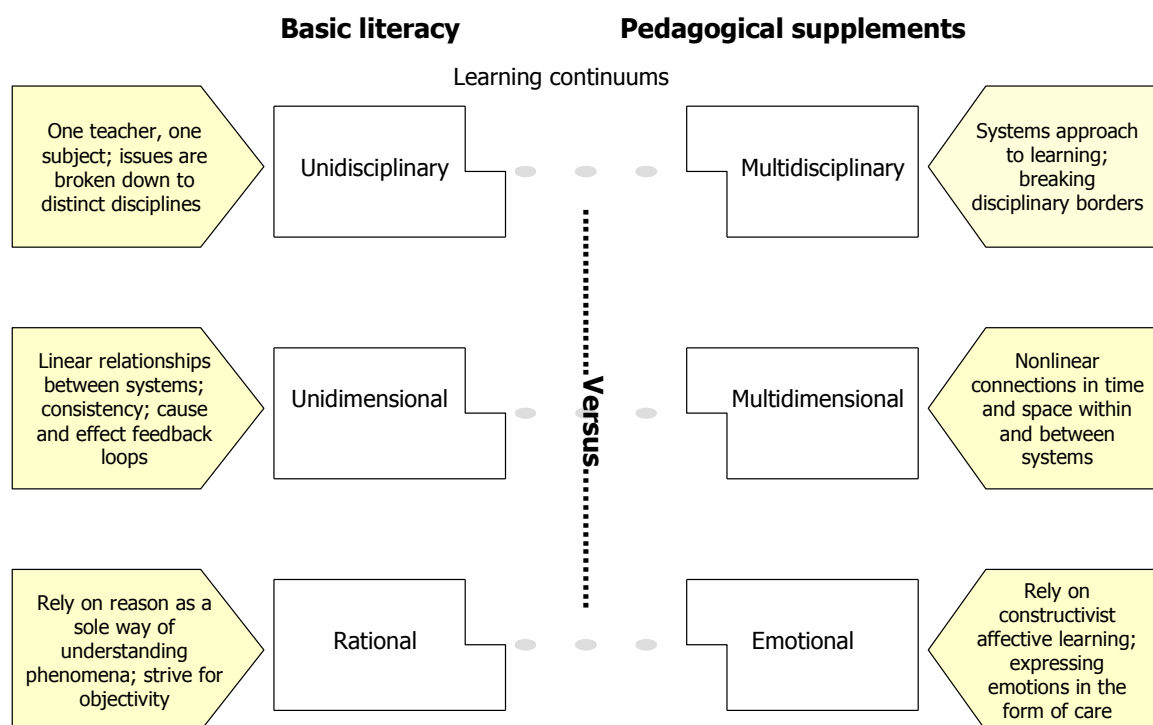 Basic literacy
Pedagogical supplements
Learning continuums
One teacher, one
subject; issues are
broken down to
distinct disciplines
Unidisciplinary
Multidisciplinary
Systems approach
to learning;
breaking
disciplinary borders
Versus
Linear relationships
between systems;
consistency; cause
and effect feedback
loops
Unidimensional
Multidimensional
Nonlinear
connections in time
and space within
and between
systems
Rely on reason as a
sole way of
understanding
phenomena; strive for
objectivity
Rational
Emotional
Rely on
constructivist
affective learning;
expressing
emotions in the
form of care